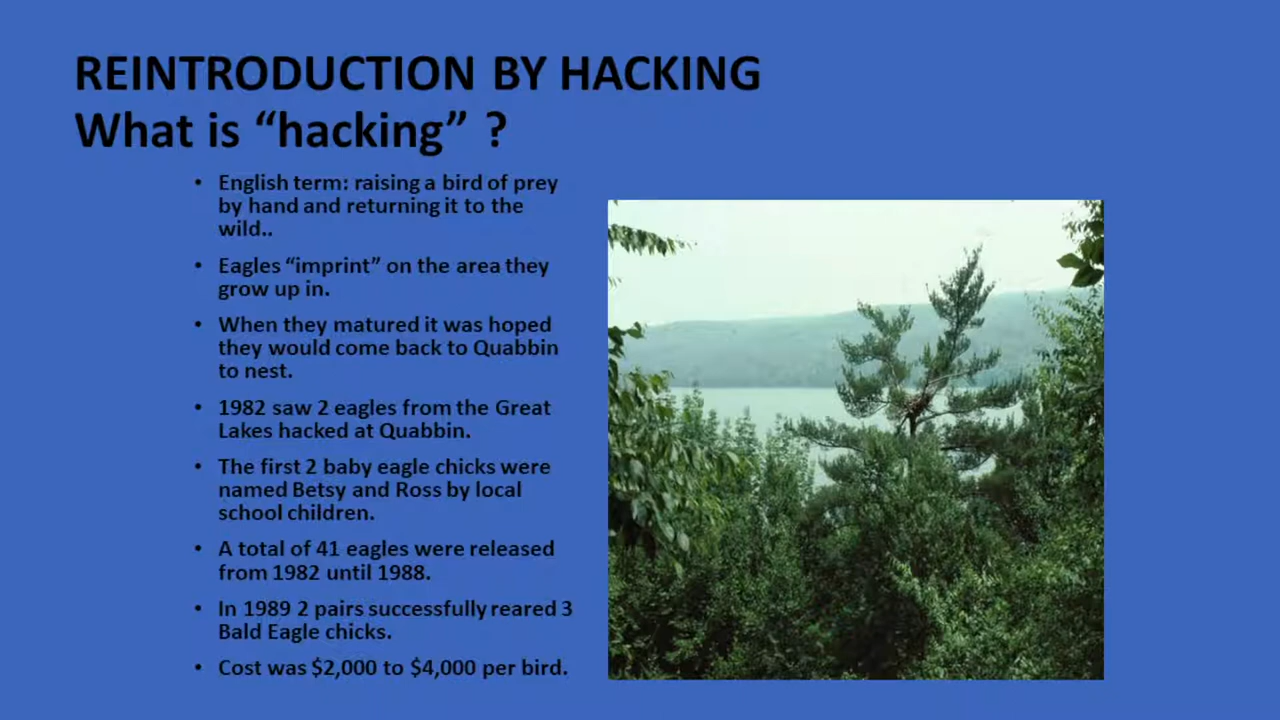 REINTRODUCTION BY HACKING
What is “hacking” ?
• English term: raising a bird of prey
by hand and returning it to the
wild..
• Eagles “imprint” on the area they
grow up in.
• When they matured it was hoped
they would come back to Quabbin
to nest.
• 1982 saw 2 eagles from the Great
Lakes hacked at Quabbin.
• The first 2 baby eagle chicks were
named Betsy and Ross by local
school children.
• A total of 41 eagles were released
from 1982 until 1988.
• In 1989 2 pairs successfully reared 3
Bald Eagle chicks.
• Cost was $2,000 to $4,000 per bird.